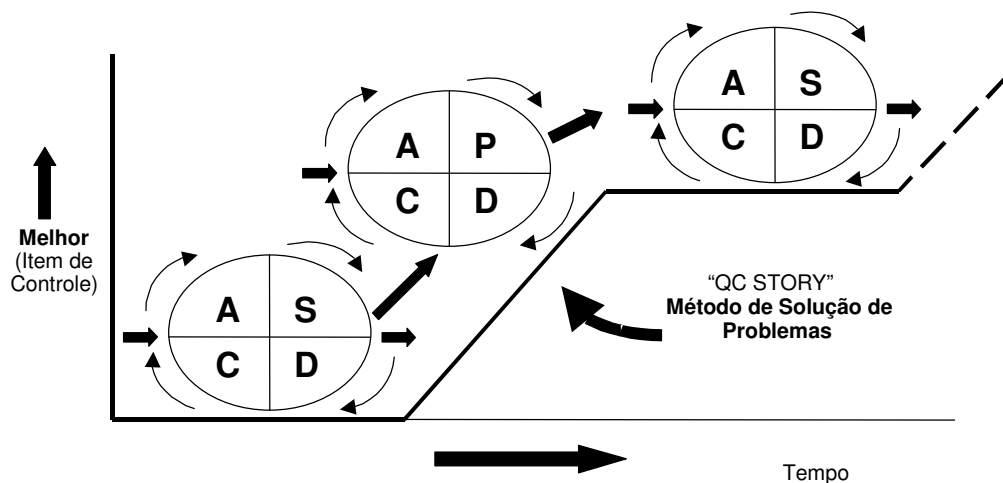 A S
C D
A P
C D
Melhor
(Item de
Controle)
A S
C D
“QC STORY”
Método de Solução de
Problemas
Tempo